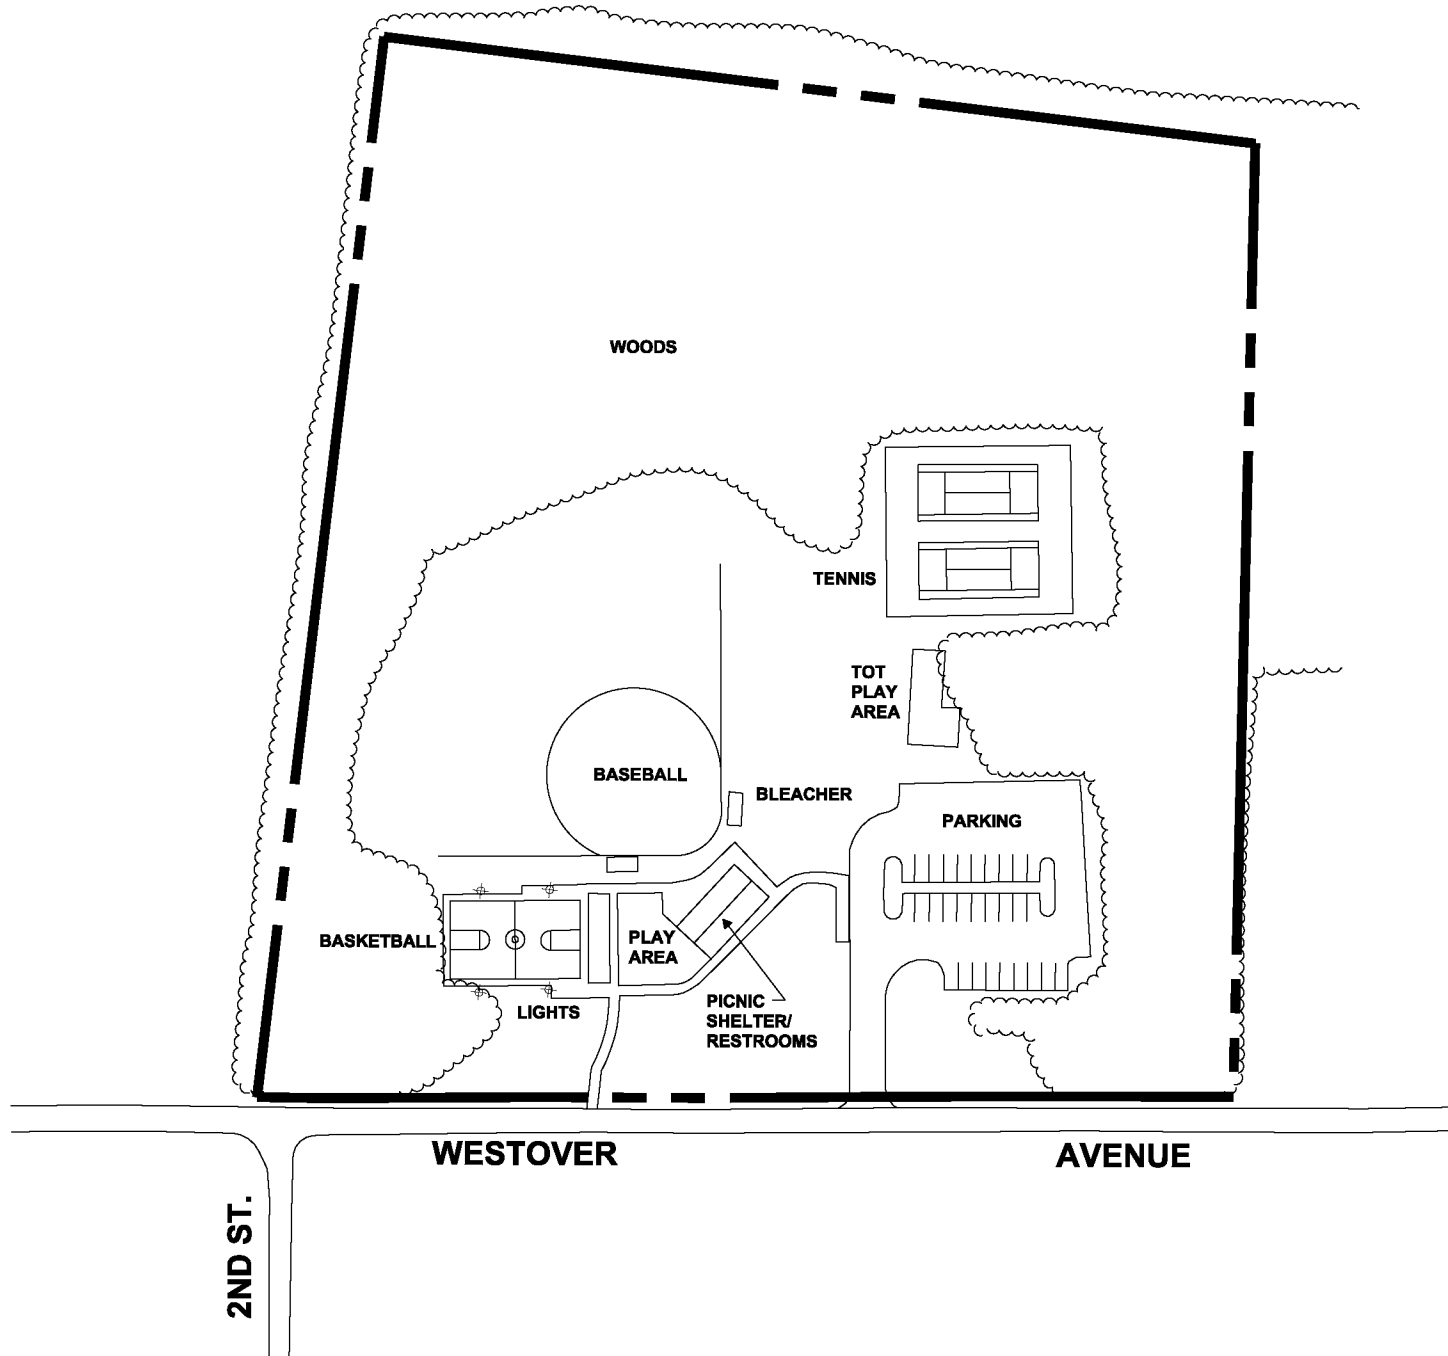 WOODS
TENNIS
TOT
PLAY
AREA
BASEBALL
BLEACHER
PARKING
BASKETBALL
PLAY
AREA
LIGHTS
PICNIC
SHELTER/
RESTROOMS
WESTOVER AVENUE
2ND ST.